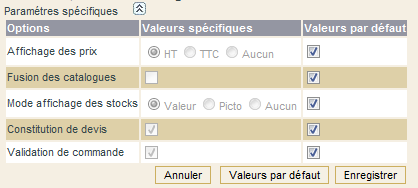 Paramètres spécifiques
Options Valeurs spécifiques Valeurs par défaut
Affichage des prix HT TTC Aucun
Fusion des catalogues
Mode affichage des stocks Valeur Picto Aucun
Constitution de devis
Validation de commande
Annuler Valeurs par défaut Enregistrer